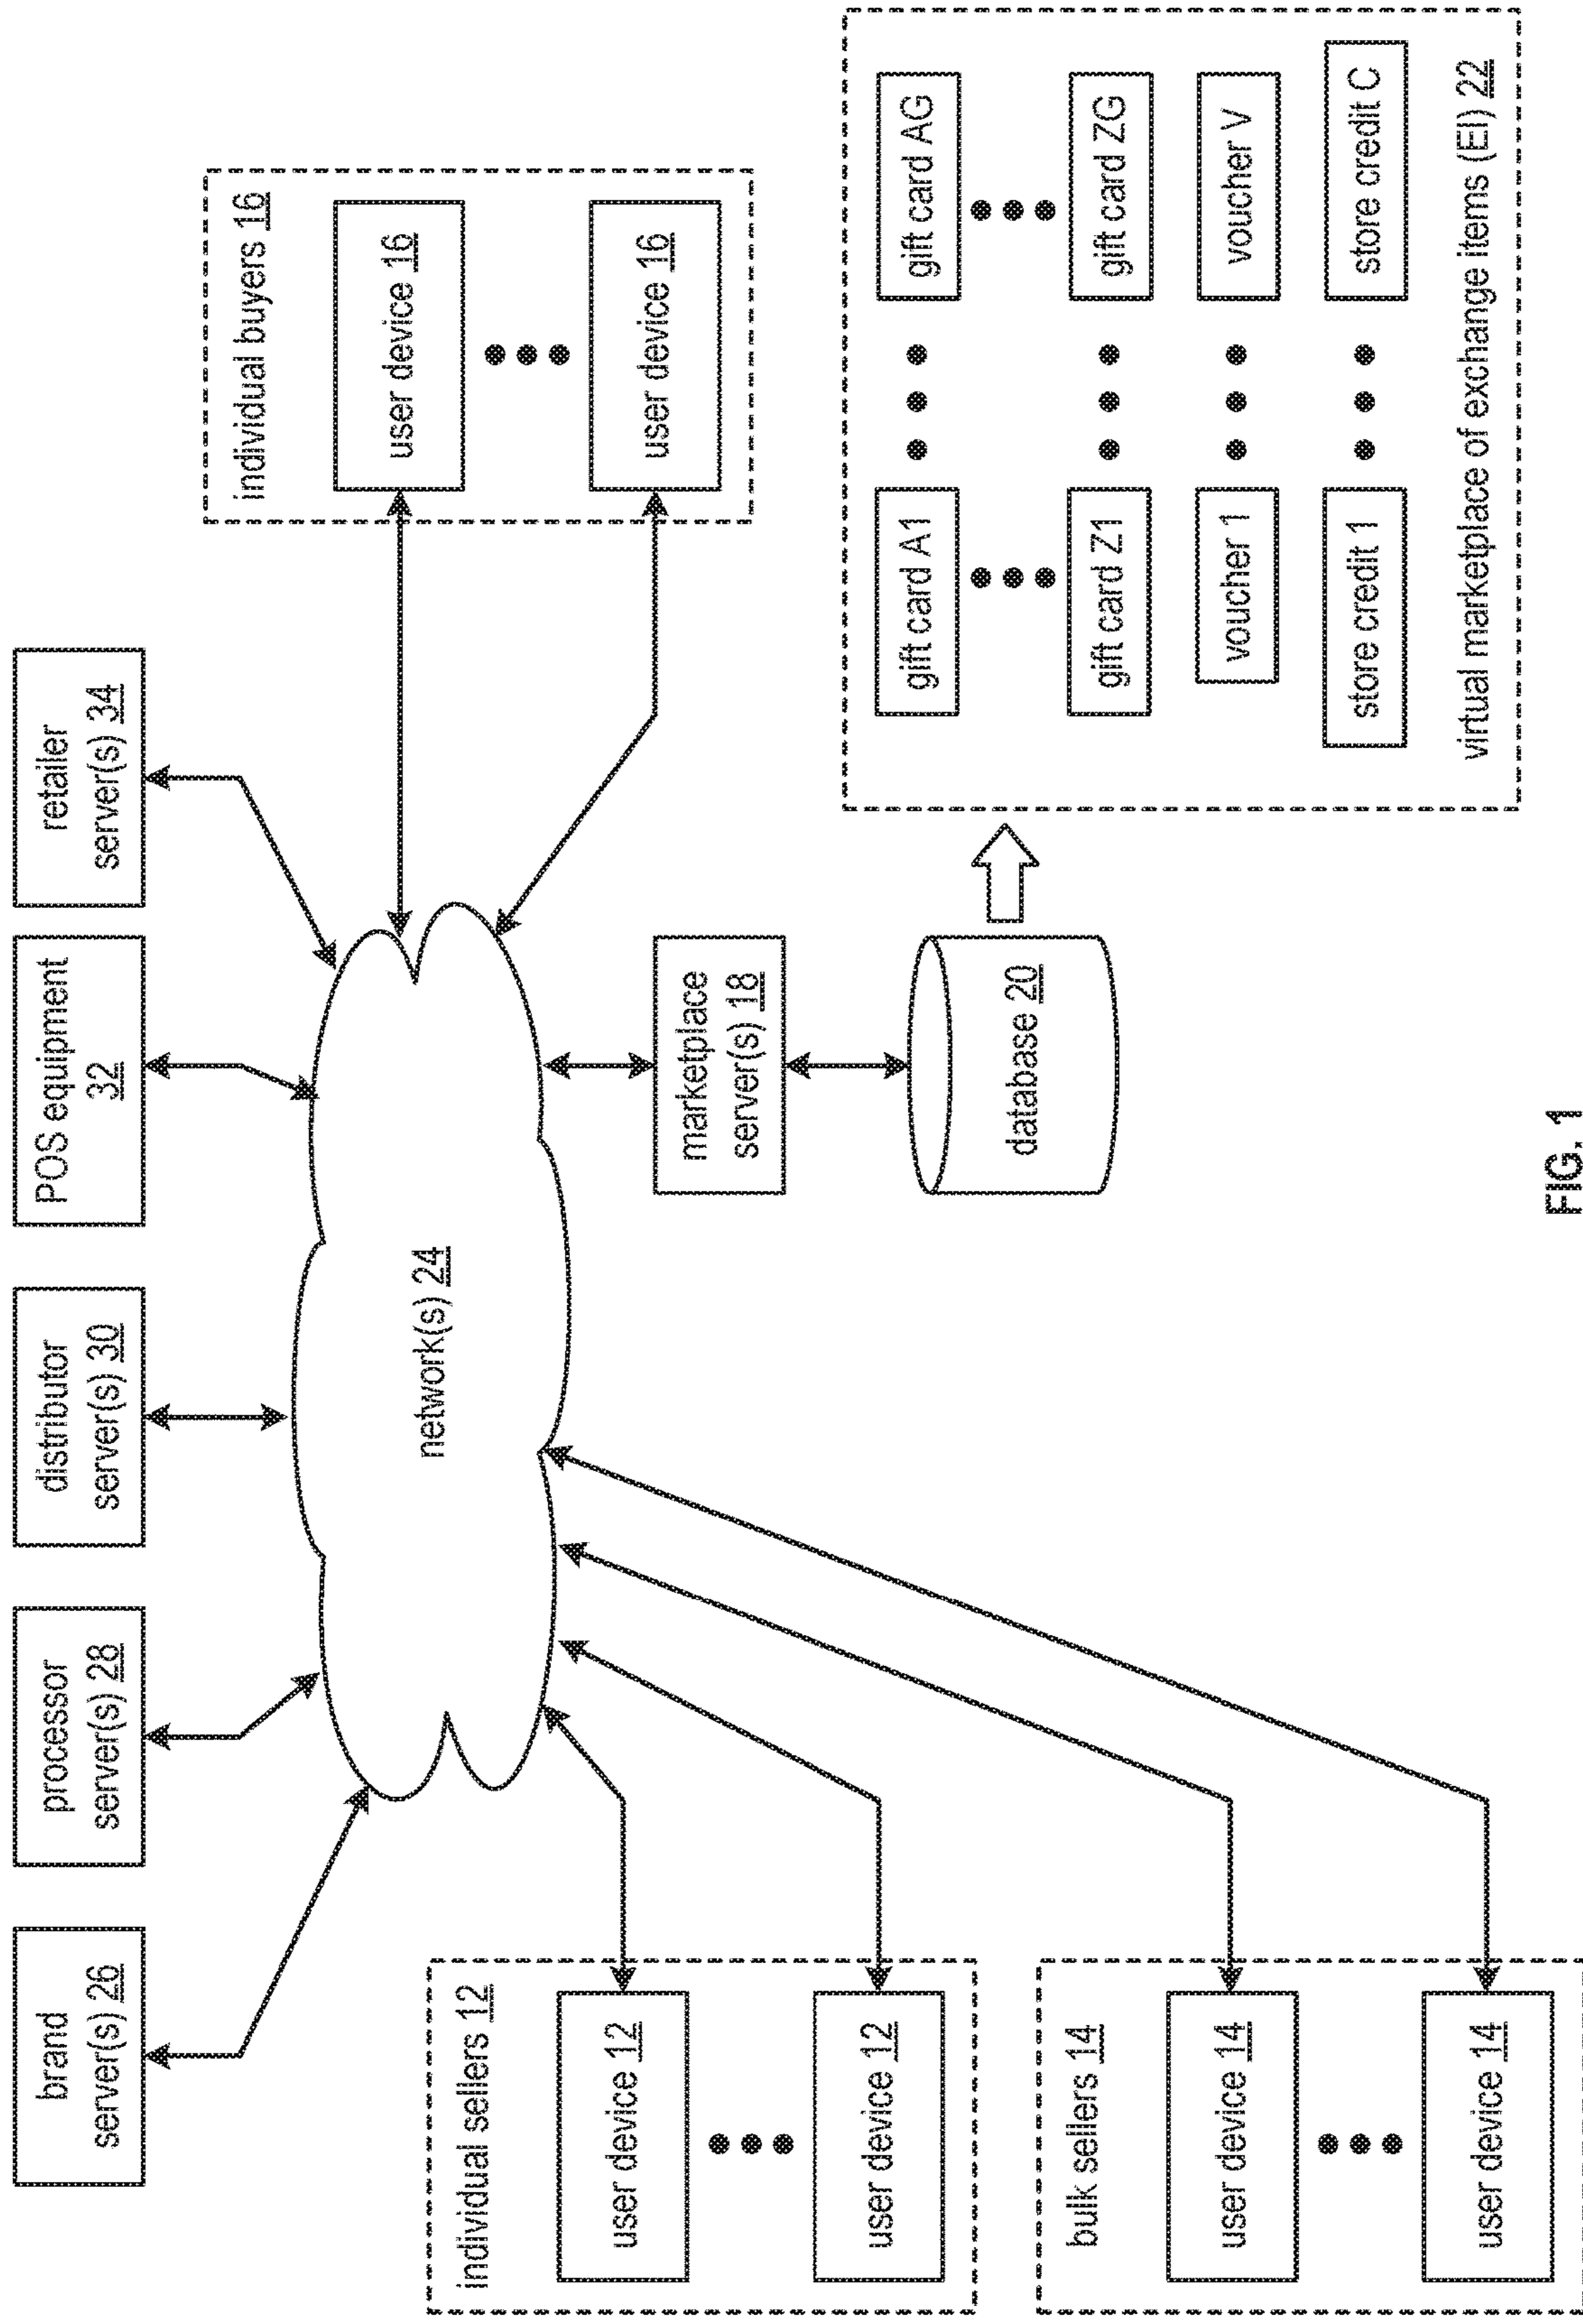 brand
server(s) 26
processor
server(s) 28
distributor
server(s) 30
POS equipment
32
retailer
server(s) 34
individual sellers 12
user device 12
user device 12
bulk sellers 14
user device 14
user device 14
network(s) 24
individual buyers 16
user device 16
user device 16
marketplace
server(s) 18
database 20
gift card A1
gift card AG
gift card Z1
gift card ZG
voucher 1
voucher V
store credit 1
store credit C
virtual marketplace of exchange items (EI) 22
FIG. 1